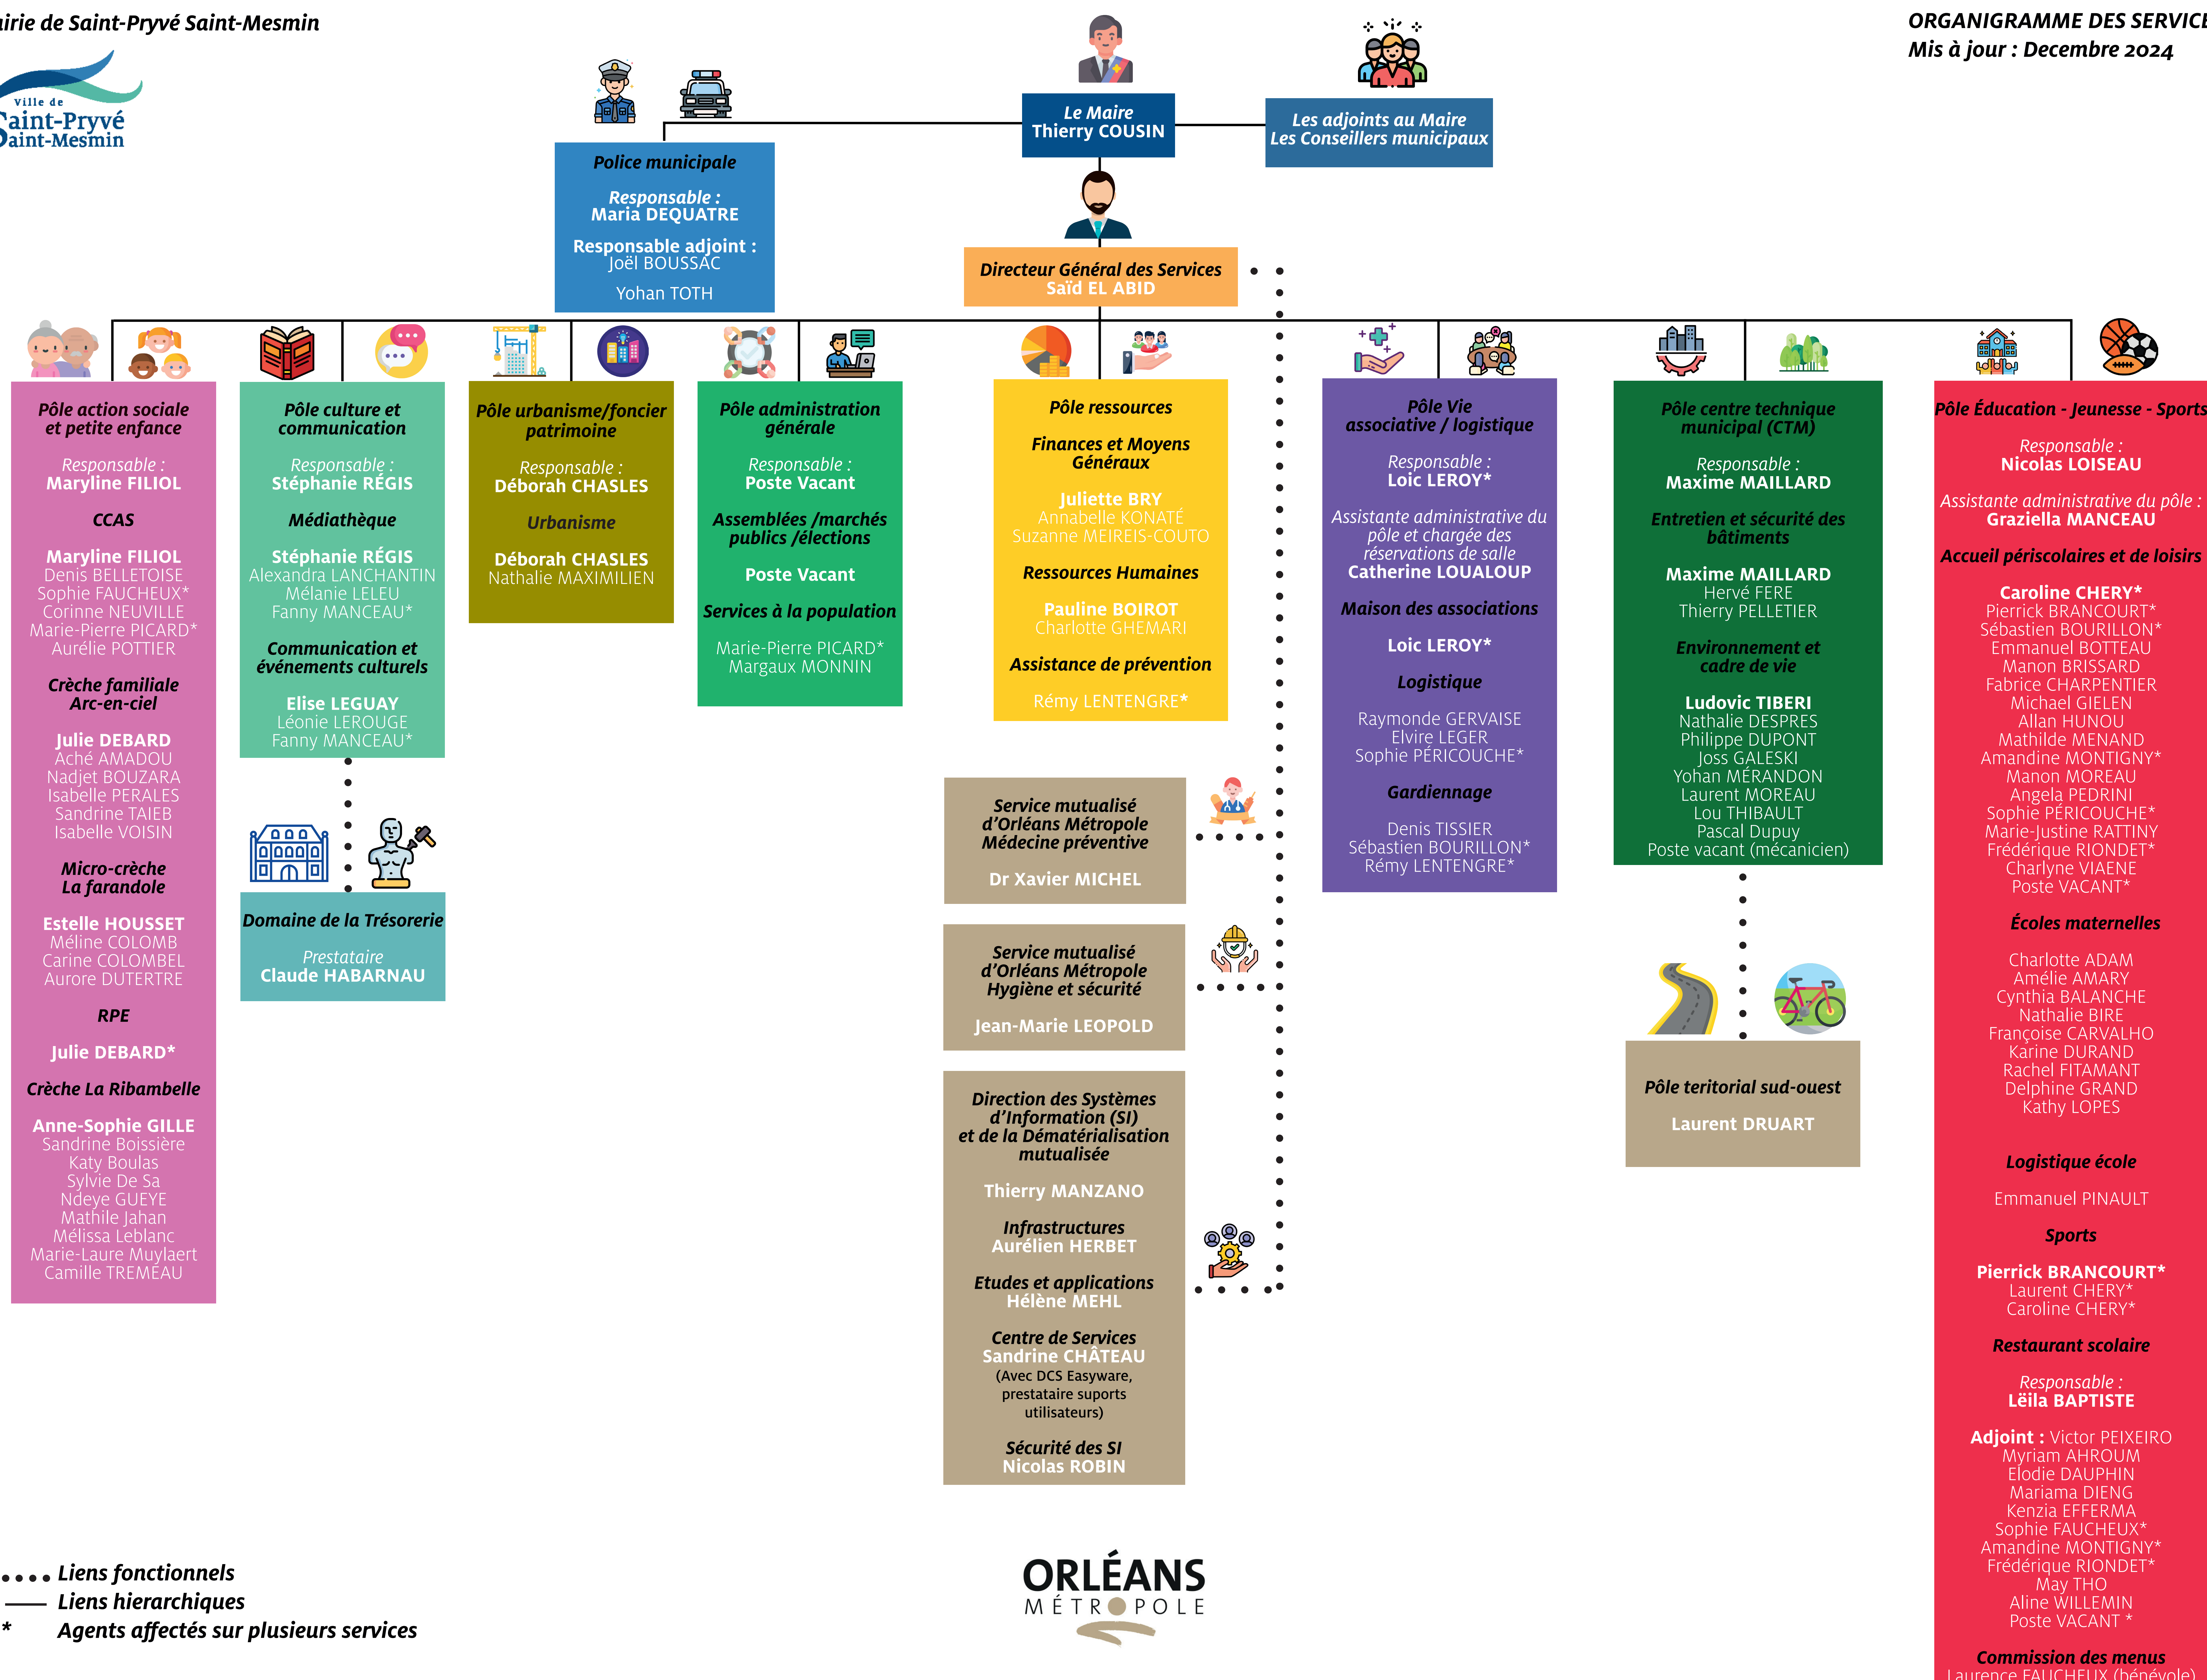 airie de Saint-Pryvé Saint-Mesmin
Ville de
Saint-Pryvé
Saint-Mesmin
ORGANIGRAMME DES SERVICE
Mis à jour : Decembre 2024
Le Maire
Thierry COUSIN
Les adjoints au Maire
Les Conseillers municipaux
Police municipale
Responsable :
Maria DEQUATRE
Responsable adjoint :
Joël BOUSSAC
Yohan TOTH
Directeur Général des Services
Saïd EL ABID
Pôle action sociale
et petite enfance
Responsable :
Maryline FILIOL
CCAS
Maryline FILIOL
Denis BELLETOISE
Sophie FAUCHEUX*
Corinne NEUVILLE
Marie-Pierre PICARD*
Aurélie POTTIER
Crèche familiale
Arc-en-ciel
Julie DEBARD
Aché AMADOU
Nadjet BOUZARA
Isabelle PERALES
Sandrine TAIEB
Isabelle VOISIN
Micro-crèche
La farandole
Estelle HOUSSET
Méline COLOMB
Carine COLOMBEL
Aurore DUTERTRE
RPE
Julie DEBARD*
Crèche La Ribambelle
Anne-Sophie GILLE
Sandrine Boissière
Katy Boulas
Sylvie De Sa
Ndeye GUEYE
Mathile Jahan
Mélissa Leblanc
Marie-Laure Muylaert
Camille TREMEAU
Pôle culture et
communication
Responsable :
Stéphanie RÉGIS
Médiathèque
Stéphanie RÉGIS
Alexandra LANCHANTIN
Mélanie LELEU
Fanny MANCEAU*
Communication et
événements culturels
Elise LEGUAY
Léonie LEROUGE
Fanny MANCEAU*
Domaine de la Trésorerie
Prestataire
Claude HABARNAU
Pôle urbanisme/foncier
patrimoine
Responsable :
Déborah CHASLES
Urbanisme
Déborah CHASLES
Nathalie MAXIMILIEN
Pôle administration
générale
Responsable :
Poste Vacant
Assemblées /marchés
publics /élections
Poste Vacant
Services à la population
Marie-Pierre PICARD*
Margaux MONNIN
Pôle ressources
Finances et Moyens
Généraux
Juliette BRY
Annabelle KONATÉ
Suzanne MEIREIS-COUTO
Ressources Humaines
Pauline BOIROT
Charlotte GHEMARI
Assistance de prévention
Rémy LENTENGRE*
Service mutualisé
d'Orléans Métropole
Médecine préventive
Dr Xavier MICHEL
Service mutualisé
d'Orléans Métropole
Hygiène et sécurité
Jean-Marie LEOPOLD
Direction des Systèmes
d'Information (SI)
et de la Dématérialisation
mutualisée
Thierry MANZANO
Infrastructures
Aurélien HERBET
Etudes et applications
Hélène MEHL
Centre de Services
Sandrine CHÂTEAU
(Avec DCS Easyware,
prestataire suports
utilisateurs)
Sécurité des SI
Nicolas ROBIN
Pôle Vie
associative / logistique
Responsable :
Loic LEROY*
Assistante administrative du
pôle et chargée des
réservations de salle
Catherine LOUALOUP
Maison des associations
Loic LEROY*
Logistique
Raymonde GERVAISE
Elvire LEGER
Sophie PÉRICOUCHE*
Gardiennage
Denis TISSIER
Sébastien BOURILLON*
Rémy LENTENGRE*
Pôle centre technique
municipal (CTM)
Responsable :
Maxime MAILLARD
Entretien et sécurité des
bâtiments
Maxime MAILLARD
Hervé FERE
Thierry PELLETIER
Environnement et
cadre de vie
Ludovic TIBERI
Nathalie DESPRES
Philippe DUPONT
Joss GALESKI
Yohan MÉRANDON
Laurent MOREAU
Lou THIBAULT
Pascal Dupuy
Poste vacant (mécanicien)
Pôle teritorial sud-ouest
Laurent DRUART
Pôle Éducation - Jeunesse - Sports
Responsable :
Nicolas LOISEAU
Assistante administrative du pôle :
Graziella MANCEAU
Accueil périscolaires et de loisirs
Caroline CHERY*
Pierrick BRANCOURT*
Sébastien BOURILLON*
Emmanuel BOTTEAU
Manon BRISSARD
Fabrice CHARPENTIER
Michael GIELEN
Allan HUNOU
Mathilde MENAND
Amandine MONTIGNY*
Manon MOREAU
Angela PEDRINI
Sophie PÉRICOUCHE*
Marie-Justine RATTINY
Frédérique RIONDET*
Charlyne VIAENE
Poste VACANT*
Écoles maternelles
Charlotte ADAM
Amélie AMARY
Cynthia BALANCHE
Nathalie BIRE
Françoise CARVALHO
Karine DURAND
Rachel FITAMANT
Delphine GRAND
Kathy LOPES
Logistique école
Emmanuel PINAULT
Sports
Pierrick BRANCOURT*
Laurent CHERY*
Caroline CHERY*
Restaurant scolaire
Responsable :
Lëila BAPTISTE
Adjoint : Victor PEIXEIRO
Myriam AHROUM
Elodie DAUPHIN
Mariama DIENG
Kenzia EFFERMA
Sophie FAUCHEUX*
Amandine MONTIGNY*
Frédérique RIONDET*
May THO
Aline WILLEMIN
Poste VACANT *
Commission des menus
Laurence FAUCHEUX (bénévole)
Liens fonctionnels
Liens hierarchiques
* Agents affectés sur plusieurs services
ORLÉANS
MÉTROPOLE